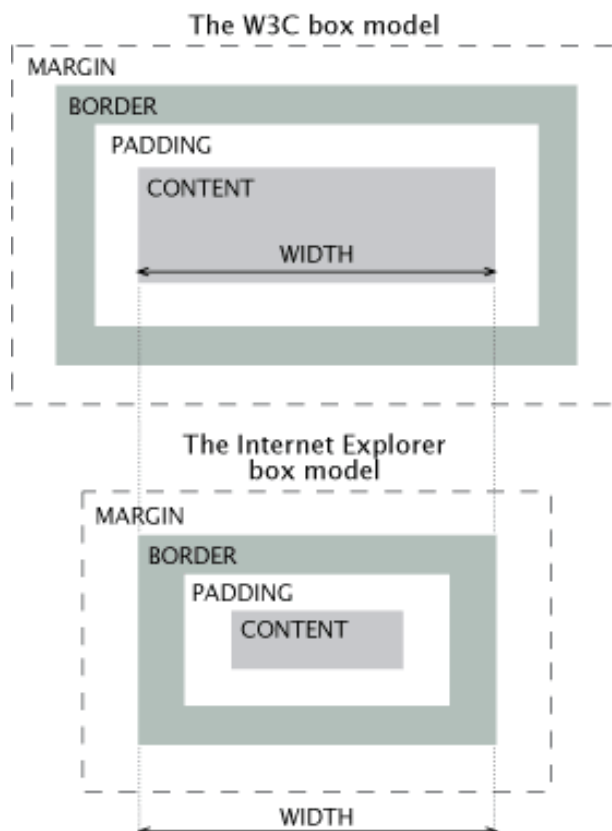 The W3C box model
MARGIN
BORDER
PADDING
CONTENT
WIDTH
The Internet Explorer
box model
MARGIN
BORDER
PADDING
CONTENT
WIDTH